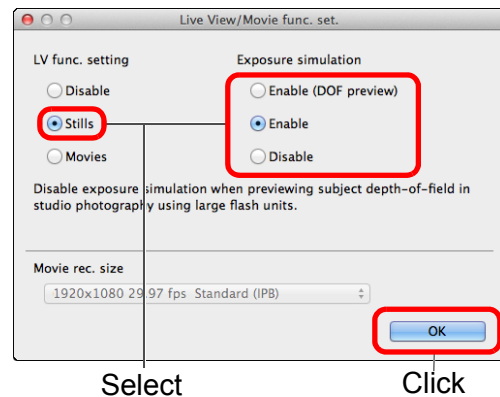 Live View/Movie func. set.
LV func. setting
Exposure simulation
Disable
Enable (DOF preview)
Stills
Enable
Movies
Disable
Disable exposure simulation when previewing subject depth-of-field in
studio photography using large flash units.
Movie rec. size
1920x1080 29.97 fps Standard (IPB)
OK
Select
Click